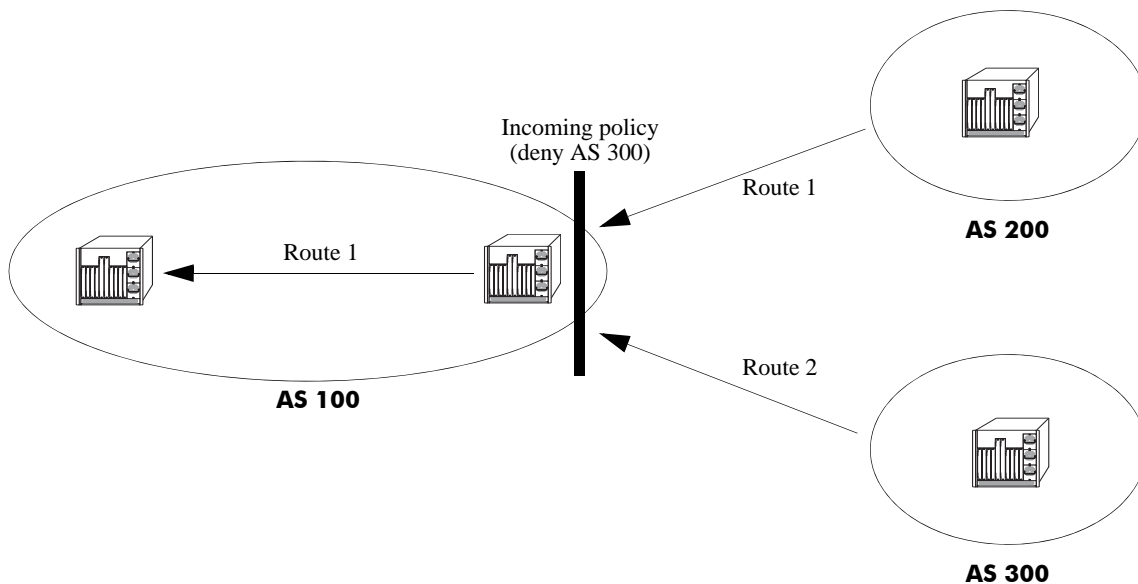 Incoming policy
(deny AS 300)
Route 1
AS 200
Route 1
AS 100
Route 2
AS 300